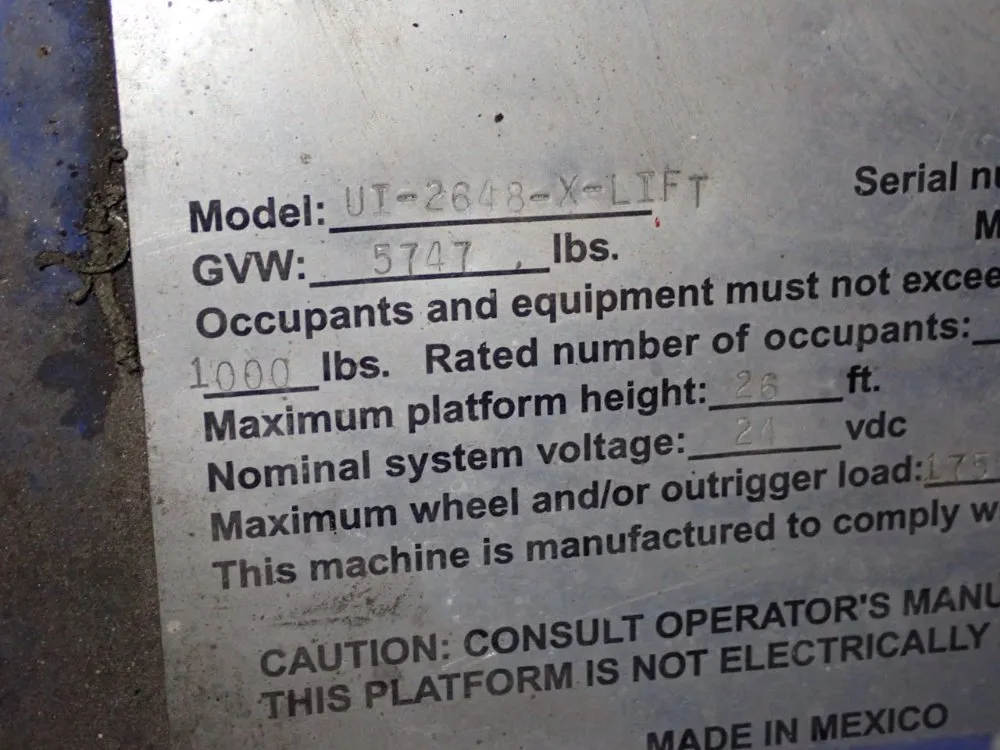 Model: UI-2648-X-LIFT Serial nu
GVW: 5747 lbs. M
Occupants and equipment must not excee
1000 lbs. Rated number of occupants:
Maximum platform height: 26 ft.
Nominal system voltage: 24 vdc
Maximum wheel and/or outrigger load: 175
This machine is manufactured to comply w
CAUTION: CONSULT OPERATOR'S MANU
THIS PLATFORM IS NOT ELECTRICALLY
MADE IN MEXICO